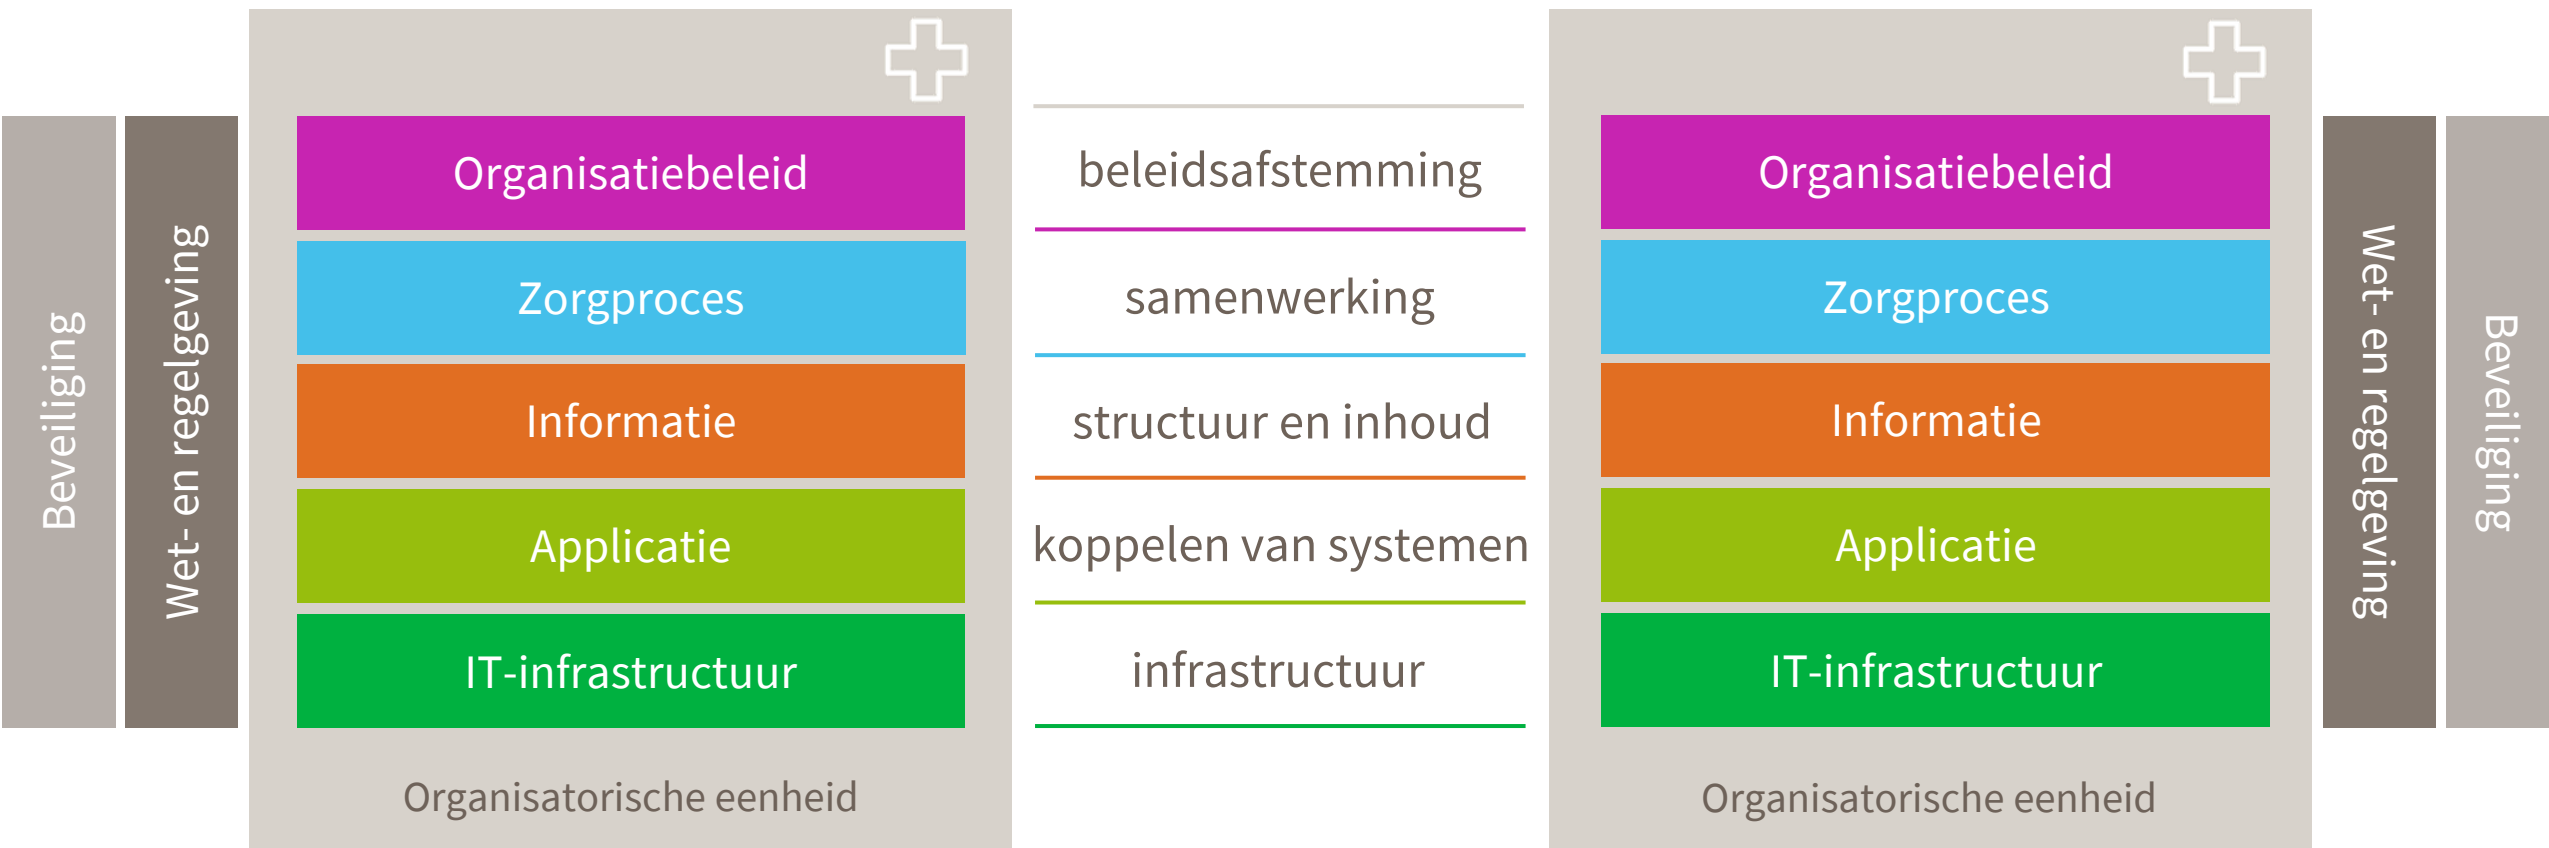 Beveiliging
Wet- en regelgeving
Organisatiebeleid
Zorgproces
Informatie
Applicatie
IT-infrastructuur
Organisatorische eenheid
beleidsafstemming
samenwerking
structuur en inhoud
koppelen van systemen
infrastructuur
Organisatiebeleid
Zorgproces
Informatie
Applicatie
IT-infrastructuur
Organisatorische eenheid
Wet- en regelgeving
Beveiliging